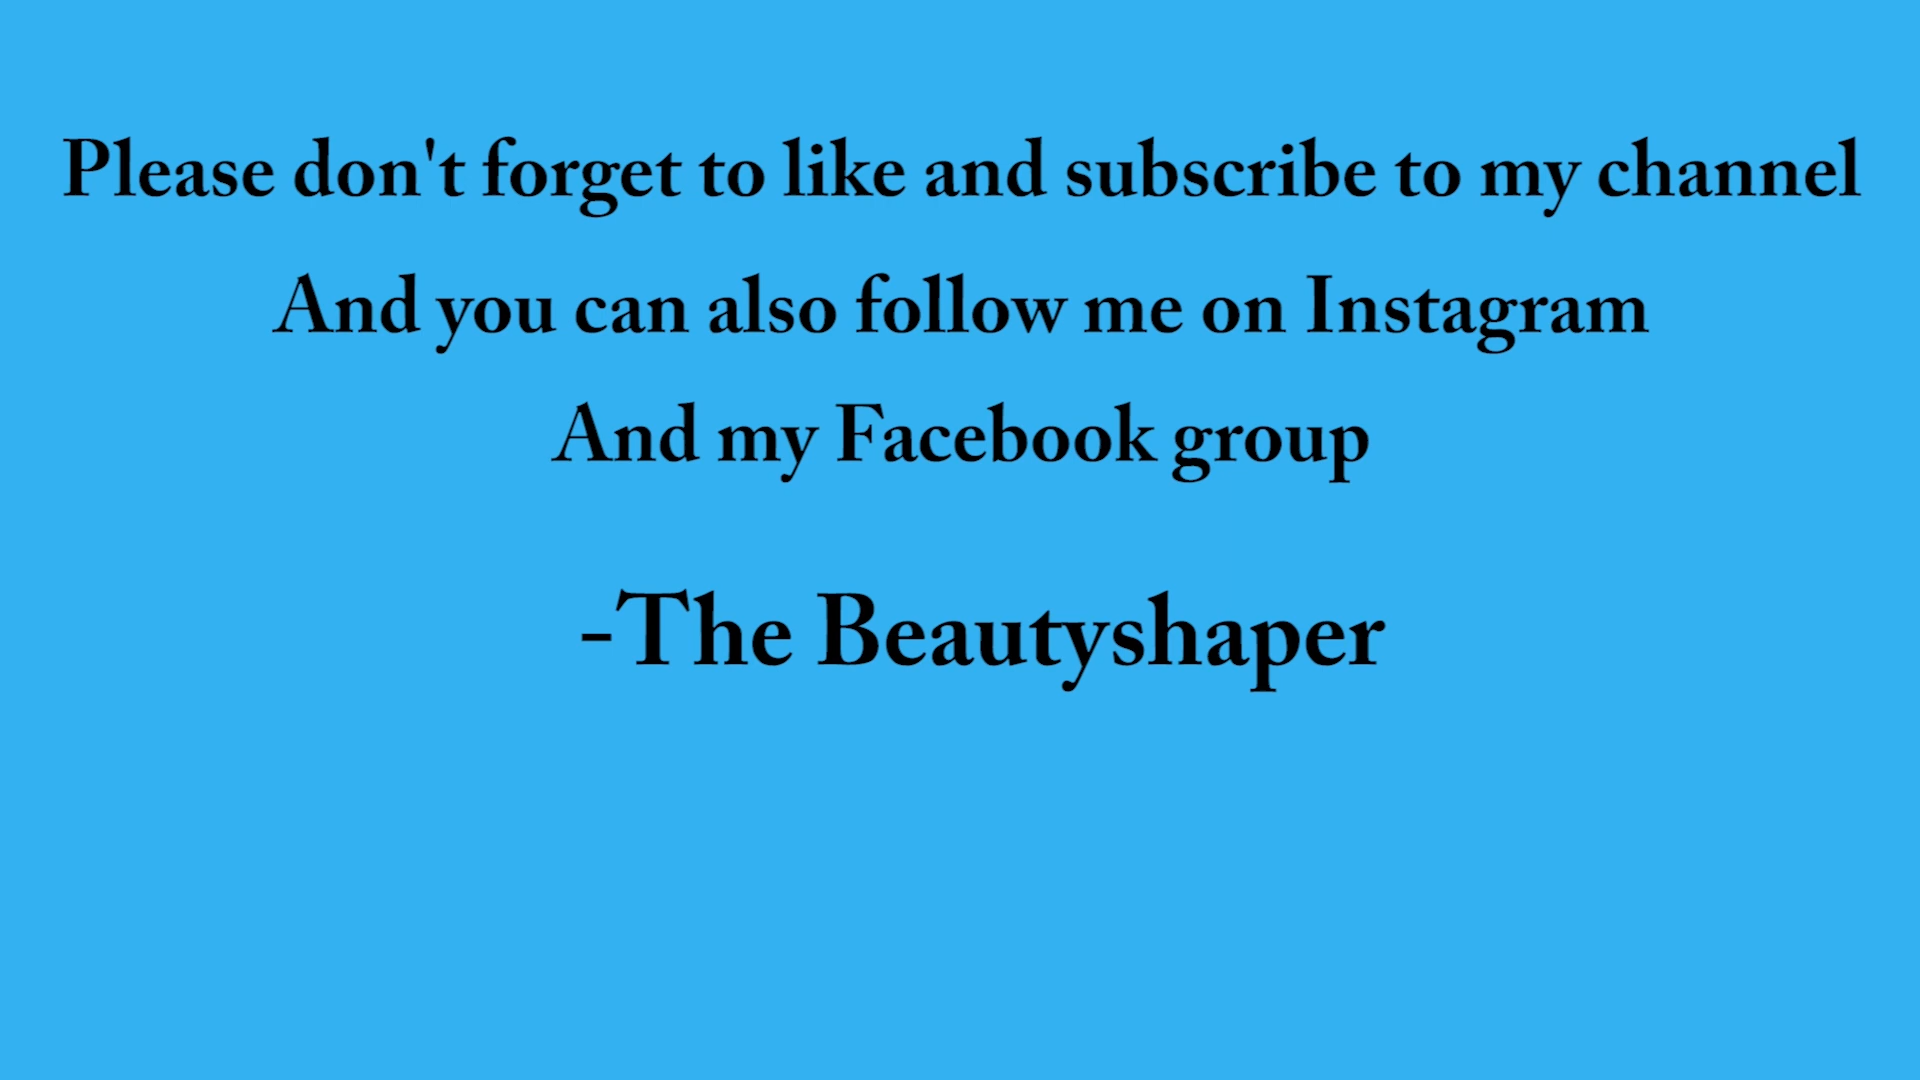 Please don't forget to like and subscribe to my channel
And you can also follow me on Instagram
And my Facebook group
-The Beautyshaper